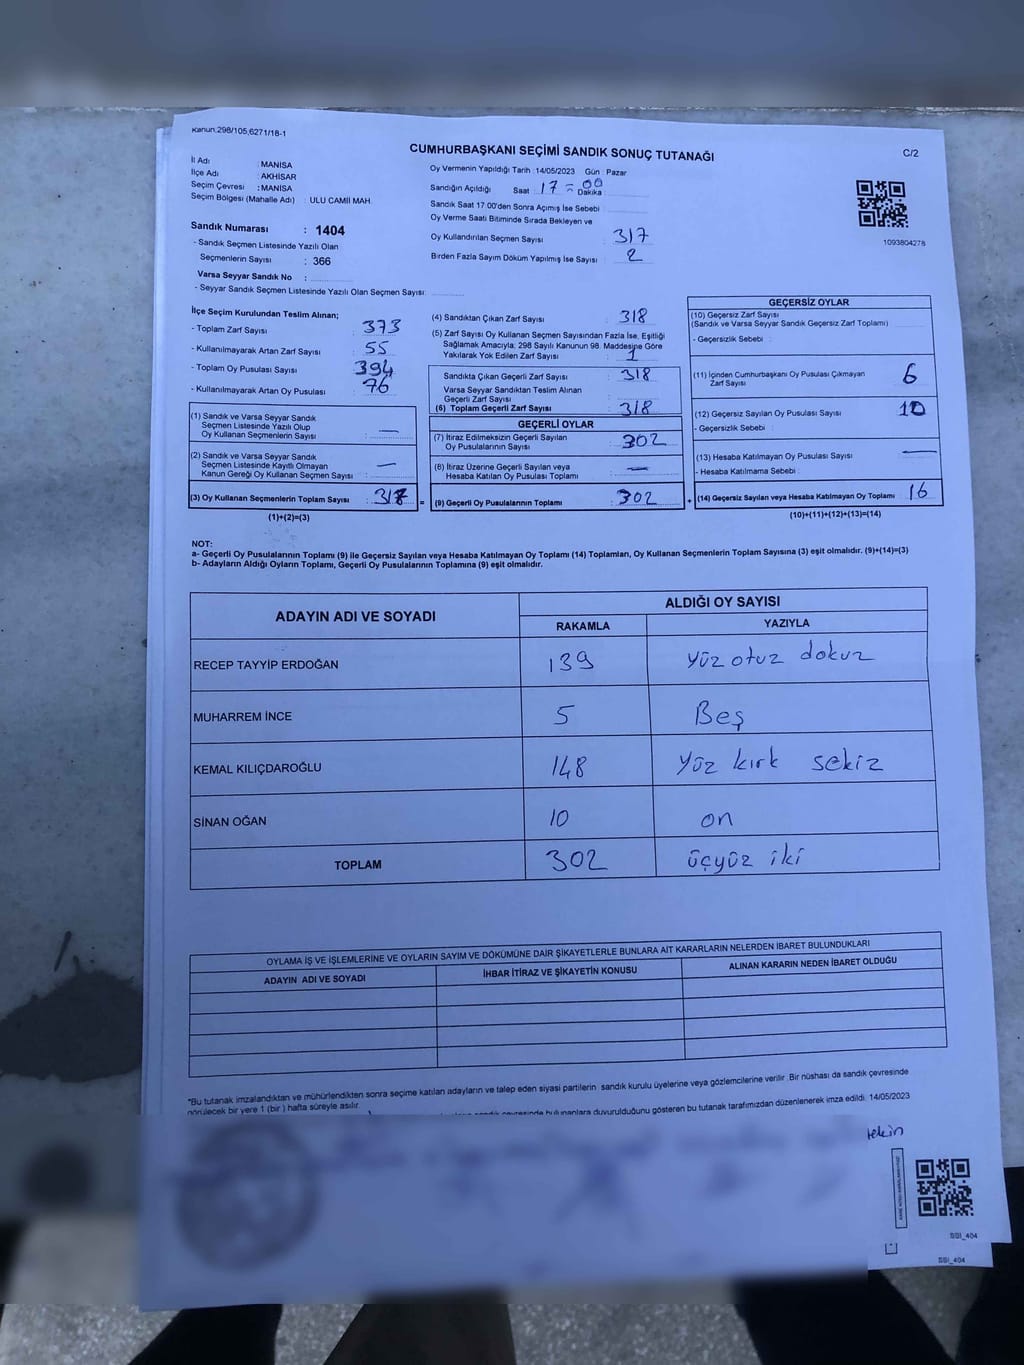 Kanun:298/105,6271/18-1
CUMHURBAŞKANI SEÇİMİ SANDIK SONUÇ TUTANAĞI
C/2
İl Adı : MANİSA
İlçe Adı : AKHİSAR
Seçim Çevresi : MANİSA
Seçim Bölgesi (Mahalle Adı) : ULU CAMİİ MAH.
Sandık Numarası : 1404
- Sandık Seçmen Listesinde Yazılı Olan
Seçmenlerin Sayısı : 366
Varsa Seyyar Sandık No :
- Seyyar Sandık Seçmen Listesinde Yazılı Olan Seçmen Sayısı:
Oy Vermenin Yapıldığı Tarih :14/05/2023 Gün : Pazar
Sandığın Açıldığı Saat 17 = 00 Dakika
Sandık Saat 17:00'den Sonra Açımış İse Sebebi
Oy Verme Saati Bitiminde Sırada Bekleyen ve
Oy Kullandırılan Seçmen Sayısı : 317
Birden Fazla Sayım Döküm Yapılmış İse Sayısı : 2
1093804278
İlçe Seçim Kurulundan Teslim Alınan;
- Toplam Zarf Sayısı : 373
- Kullanılmayarak Artan Zarf Sayısı : 55
- Toplam Oy Pusulası Sayısı : 394
- Kullanılmayarak Artan Oy Pusulası : 76
(1) Sandık ve Varsa Seyyar Sandık
Seçmen Listesinde Yazılı Olup
Oy Kullanan Seçmenlerin Sayısı : —
(2) Sandık ve Varsa Seyyar Sandık
Seçmen Listesinde Kayıtlı Olmayan
Kanun Gereği Oy Kullanan Seçmen Sayısı : —
(3) Oy Kullanan Seçmenlerin Toplam Sayısı : 317 =
(1)+(2)=(3)
(4) Sandıktan Çıkan Zarf Sayısı : 318
(5) Zarf Sayısı Oy Kullanan Seçmen Sayısından Fazla İse, Eşitliği
Sağlamak Amacıyla; 298 Sayılı Kanunun 98. Maddesine Göre
Yakılarak Yok Edilen Zarf Sayısı : 1
Sandıkta Çıkan Geçerli Zarf Sayısı : 318
Varsa Seyyar Sandıktan Teslim Alınan
Geçerli Zarf Sayısı :
(6) Toplam Geçerli Zarf Sayısı : 318
GEÇERLİ OYLAR
(7) İtiraz Edilmeksizin Geçerli Sayılan
Oy Pusulalarının Sayısı : 302
(8) İtiraz Üzerine Geçerli Sayılan veya
Hesaba Katılan Oy Pusulası Toplamı : —
(9) Geçerli Oy Pusulalarının Toplamı : 302 +
GEÇERSİZ OYLAR
(10) Geçersiz Zarf Sayısı
(Sandık ve Varsa Seyyar Sandık Geçersiz Zarf Toplamı)
- Geçersizlik Sebebi :
(11) İçinden Cumhurbaşkanı Oy Pusulası Çıkmayan
Zarf Sayısı 6
(12) Geçersiz Sayılan Oy Pusulası Sayısı : 10
- Geçersizlik Sebebi :
(13) Hesaba Katılmayan Oy Pusulası Sayısı : —
- Hesaba Katılmama Sebebi :
(14) Geçersiz Sayılan veya Hesaba Katılmayan Oy Toplamı : 16
(10)+(11)+(12)+(13)=(14)
NOT:
a- Geçerli Oy Pusulalarının Toplamı (9) ile Geçersiz Sayılan veya Hesaba Katılmayan Oy Toplamı (14) Toplamları, Oy Kullanan Seçmenlerin Toplam Sayısına (3) eşit olmalıdır. (9)+(14)=(3)
b- Adayların Aldığı Oyların Toplamı, Geçerli Oy Pusulalarının Toplamına (9) eşit olmalıdır.
ADAYIN ADI VE SOYADI
ALDIĞI OY SAYISI
RAKAMLA YAZIYLA
RECEP TAYYİP ERDOĞAN 139 Yüz otuz dokuz
MUHARREM İNCE 5 Beş
KEMAL KILIÇDAROĞLU 148 Yüz kırk sekiz
SİNAN OĞAN 10 on
TOPLAM 302 üçyüz iki
OYLAMA İŞ VE İŞLEMLERİNE VE OYLARIN SAYIM VE DÖKÜMÜNE DAİR ŞİKAYETLERLE BUNLARA AİT KARARLARIN NELERDEN İBARET BULUNDUKLARI
ADAYIN ADI VE SOYADI İHBAR İTİRAZ VE ŞİKAYETİN KONUSU ALINAN KARARIN NEDEN İBARET OLDUĞU
*Bu tutanak imzalandıktan ve mühürlendikten sonra seçime katılan adayların ve talep eden siyasi partilerin sandık kurulu üyelerine veya gözlemcilerine verilir. Bir nüshası da sandık çevresinde
görülecek bir yere 1 (bir) hafta süreyle asılır.
sandık çevresinde bulunanlara duyurulduğunu gösteren bu tutanak tarafımızdan düzenlenerek imza edildi. 14/05/2023
tekin
SBI_404
SBI_404